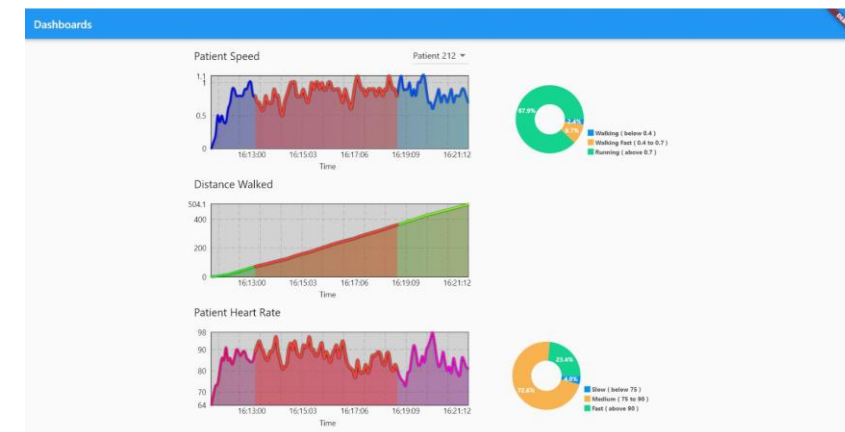 Dashboards
Patient Speed
Patient 212
1.1
1
0.5
0
16:13:00 16:15:03 16:17:06 16:19:09 16:21:12
Time
87.9%
2.4%
9.7%
Walking ( below 0.4 )
Walking Fast ( 0.4 to 0.7 )
Running ( above 0.7 )
Distance Walked
504.1
400
200
0
16:13:00 16:15:03 16:17:06 16:19:09 16:21:12
Time
Patient Heart Rate
98
90
80
70
64
16:13:00 16:15:03 16:17:06 16:19:09 16:21:12
Time
23.4%
4.0%
72.6%
Slow ( below 75 )
Medium ( 75 to 90 )
Fast ( above 90 )